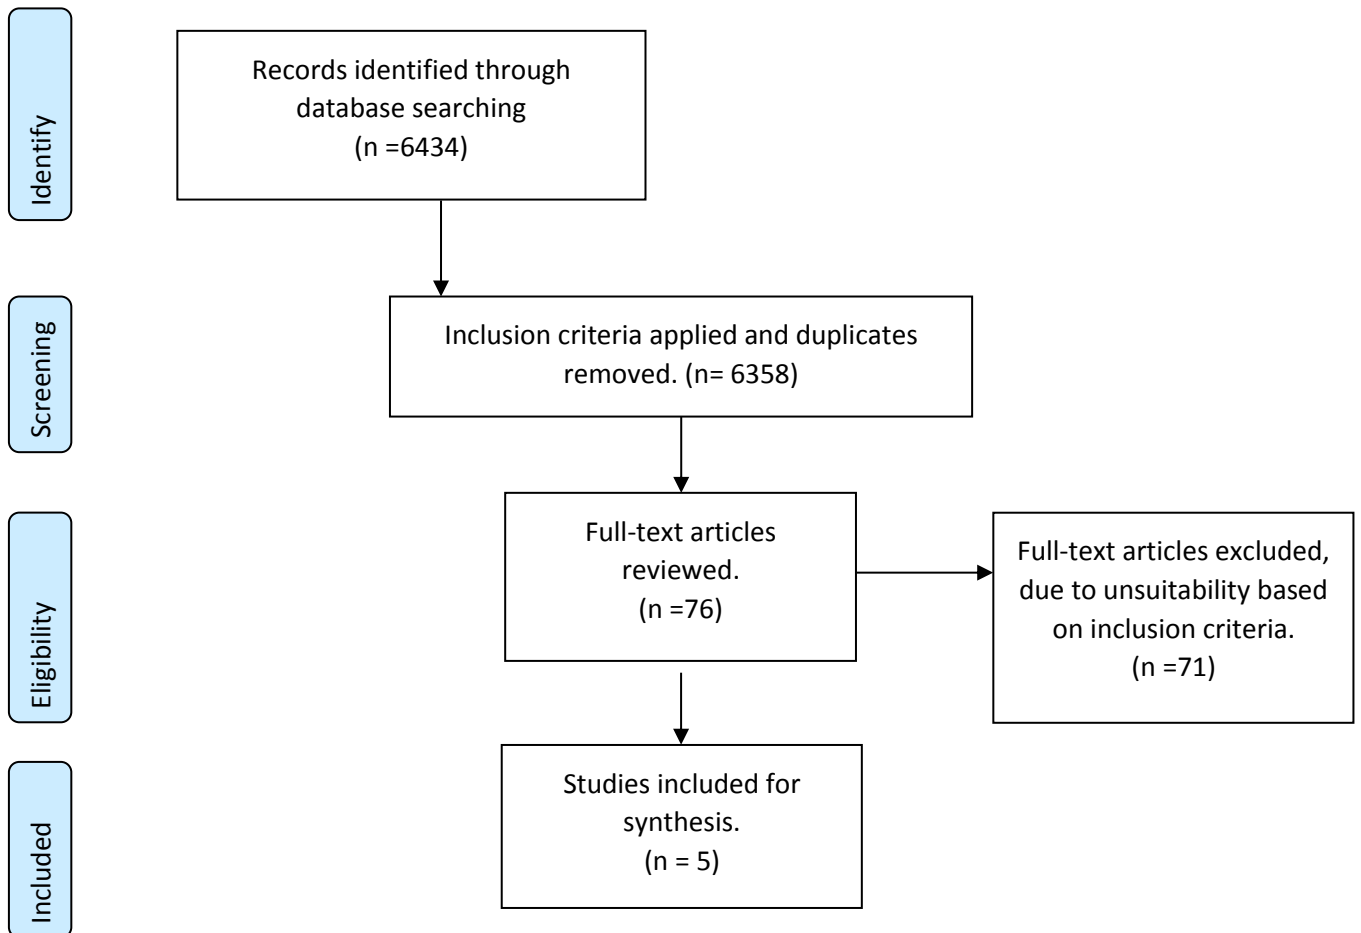 Identify
Records identified through
database searching
(n =6434)
Screening
Inclusion criteria applied and duplicates
removed. (n= 6358)
Eligibility
Full-text articles
reviewed.
(n =76)
Full-text articles excluded,
due to unsuitability based
on inclusion criteria.
(n =71)
Included
Studies included for
synthesis.
(n = 5)